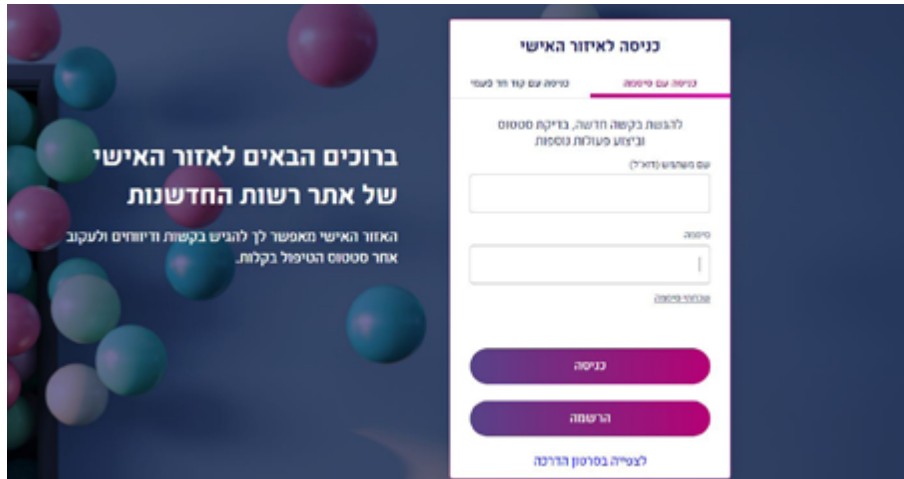 ברוכים הבאים לאזור האישי
של אתר רשות החדשנות
האזור האישי מאפשר לך להגיש בקשות ודיווחים ולעקוב
אחר סטטוס הטיפול בקלות.
כניסה לאיזור האישי
כניסה עם סיסמה
כניסה עם קוד חד פעמי
להגשת בקשה חדשה, בדיקת סטטוס
וביצוע פעולות נוספות
שם משתמש (דוא"ל)
סיסמה
שכחתי סיסמה
כניסה
הרשמה
לצפייה בסרטון הדרכה